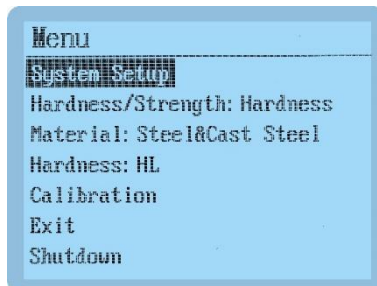 Menu
System Setup
Hardness/Strength: Hardness
Material: Steel&Cast Steel
Hardness: HL
Calibration
Exit
Shutdown